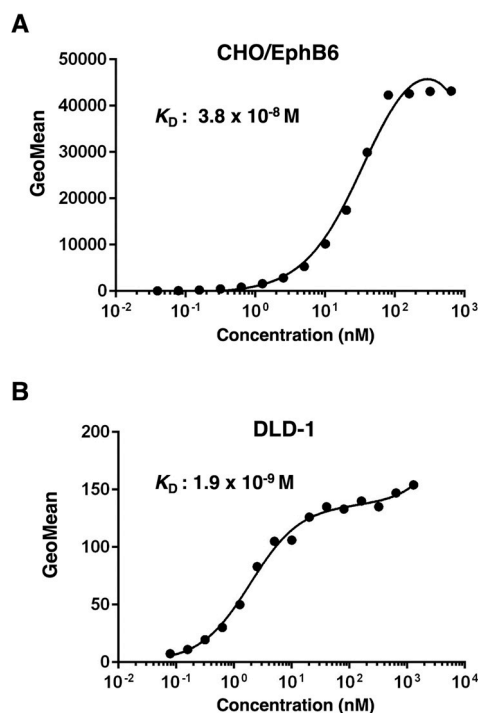 A
CHO/EphB6
50000
40000
30000
20000
10000
0
GeoMean
K_D : 3.8 x 10⁻⁸ M
10⁻² 10⁻¹ 10⁰ 10¹ 10² 10³
Concentration (nM)
B
DLD-1
200
150
100
50
0
GeoMean
K_D : 1.9 x 10⁻⁹ M
10⁻² 10⁻¹ 10⁰ 10¹ 10² 10³ 10⁴
Concentration (nM)